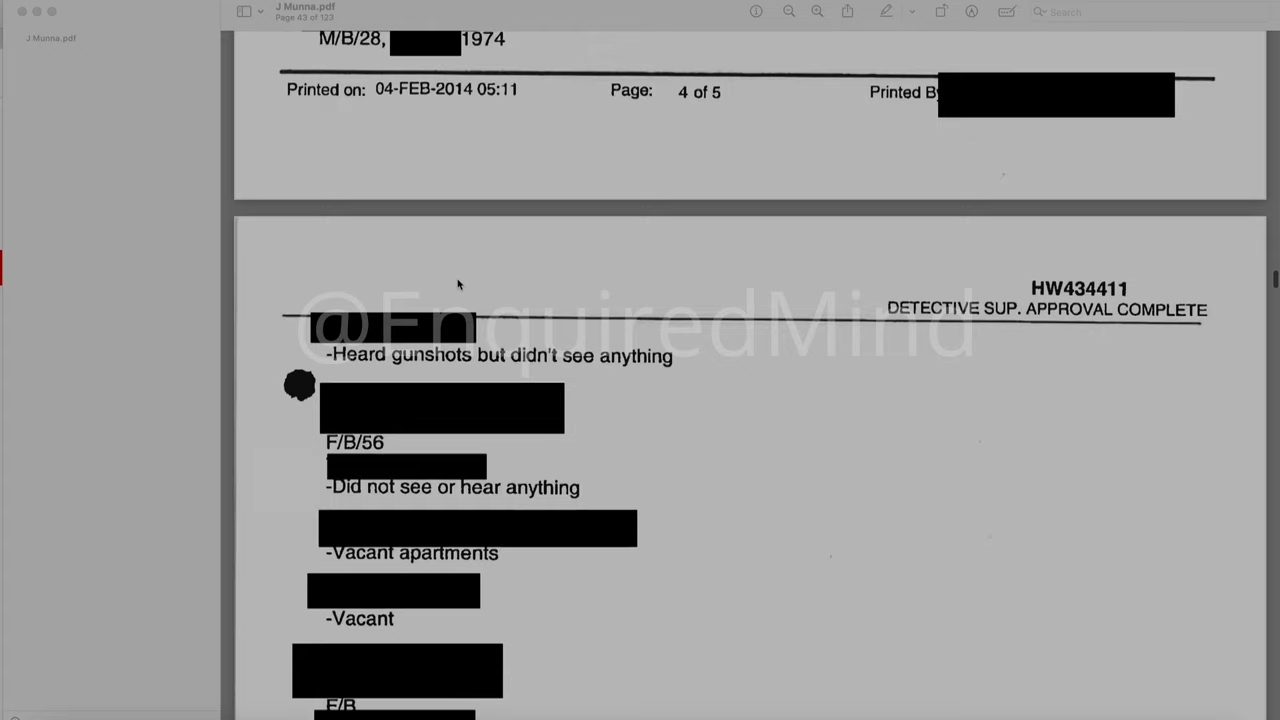 J Munna.pdf
Page 43 of 123
Search
J Munna.pdf
M/B/28, 1974
Printed on: 04-FEB-2014 05:11 Page: 4 of 5 Printed By
HW434411
DETECTIVE SUP. APPROVAL COMPLETE
@EnquiredMind
-Heard gunshots but didn't see anything
F/B/56
-Did not see or hear anything
-Vacant apartments
-Vacant
F/B